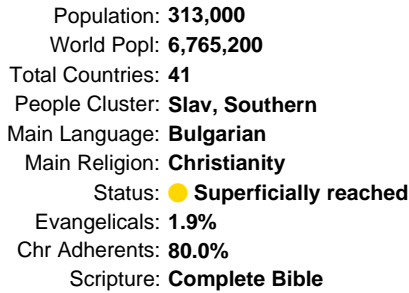 Population: 313,000
World Popl: 6,765,200
Total Countries: 41
People Cluster: Slav, Southern
Main Language: Bulgarian
Main Religion: Christianity
Status: Superficially reached
Evangelicals: 1.9%
Chr Adherents: 80.0%
Scripture: Complete Bible